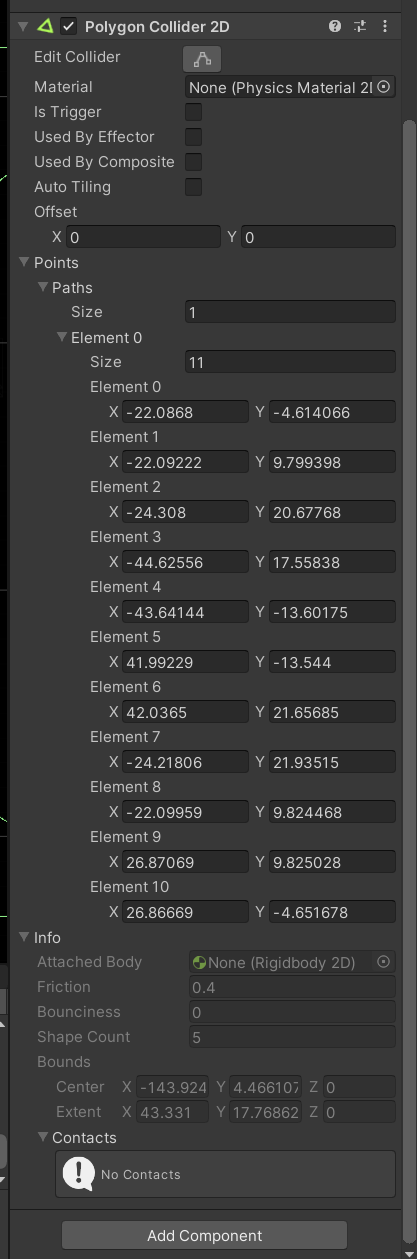 Polygon Collider 2D
Edit Collider
Material None (Physics Material 2
Is Trigger
Used By Effector
Used By Composite
Auto Tiling
Offset
X 0 Y 0
Points
Paths
Size 1
Element 0
Size 11
Element 0
X -22.0868 Y -4.614066
Element 1
X -22.09222 Y 9.799398
Element 2
X -24.308 Y 20.67768
Element 3
X -44.62556 Y 17.55838
Element 4
X -43.64144 Y -13.60175
Element 5
X 41.99229 Y -13.544
Element 6
X 42.0365 Y 21.65685
Element 7
X -24.21806 Y 21.93515
Element 8
X -22.09959 Y 9.824468
Element 9
X 26.87069 Y 9.825028
Element 10
X 26.86669 Y -4.651678
Info
Attached Body None (Rigidbody 2D)
Friction 0.4
Bounciness 0
Shape Count 5
Bounds
Center X -143.924 Y 4.466107 Z 0
Extent X 43.331 Y 17.76862 Z 0
Contacts
No Contacts
Add Component